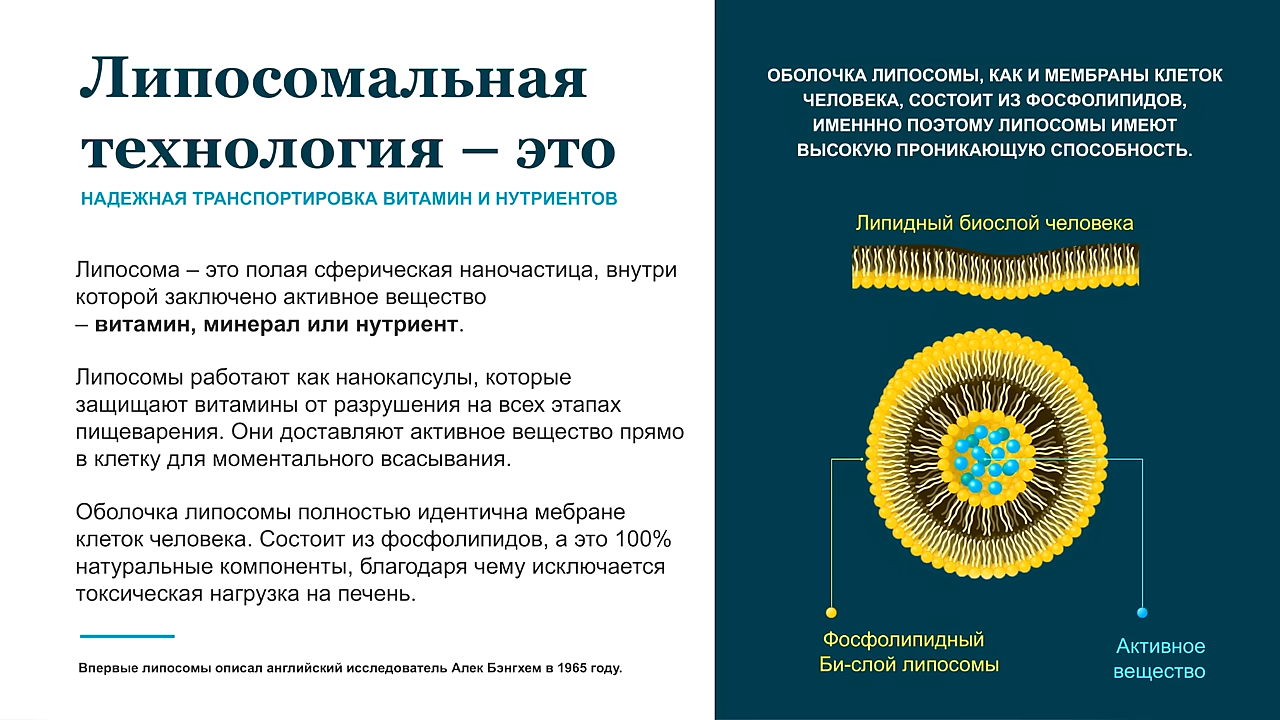 Липосомальная
технология – это
НАДЕЖНАЯ ТРАНСПОРТИРОВКА ВИТАМИН И НУТРИЕНТОВ
Липосома – это полая сферическая наночастица, внутри
которой заключено активное вещество
– витамин, минерал или нутриент.
Липосомы работают как нанокапсулы, которые
защищают витамины от разрушения на всех этапах
пищеварения. Они доставляют активное вещество прямо
в клетку для моментального всасывания.
Оболочка липосомы полностью идентична мебране
клеток человека. Состоит из фосфолипидов, а это 100%
натуральные компоненты, благодаря чему исключается
токсическая нагрузка на печень.
Впервые липосомы описал английский исследователь Алек Бэнгхем в 1965 году.
ОБОЛОЧКА ЛИПОСОМЫ, КАК И МЕМБРАНЫ КЛЕТОК
ЧЕЛОВЕКА, СОСТОИТ ИЗ ФОСФОЛИПИДОВ,
ИМЕНННО ПОЭТОМУ ЛИПОСОМЫ ИМЕЮТ
ВЫСОКУЮ ПРОНИКАЮЩУЮ СПОСОБНОСТЬ.
Липидный биослой человека
Фосфолипидный
Би-слой липосомы
Активное
вещество